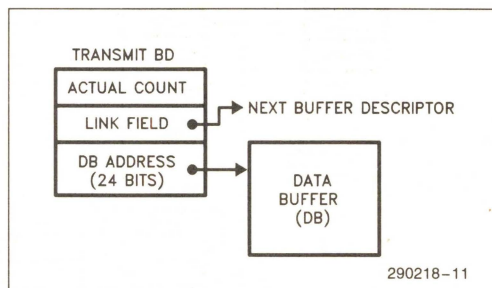 TRANSMIT BD
ACTUAL COUNT
LINK FIELD
NEXT BUFFER DESCRIPTOR
DB ADDRESS
(24 BITS)
DATA
BUFFER
(DB)
290218-11